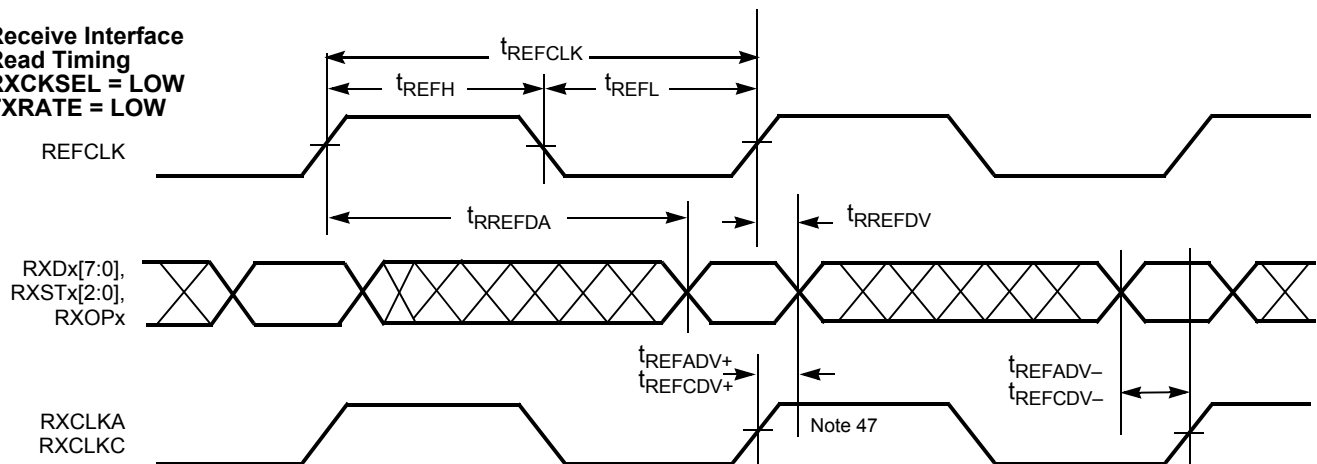 Receive Interface
Read Timing
RXCKSEL = LOW
TXRATE = LOW
tREFCLK
tREFH
tREFL
REFCLK
tRREFDA
tRREFDV
RXDx[7:0],
RXSTx[2:0],
RXOPx
tREFADV+
tREFCDV+
tREFADV–
tREFCDV–
RXCLKA
RXCLKC
Note 47